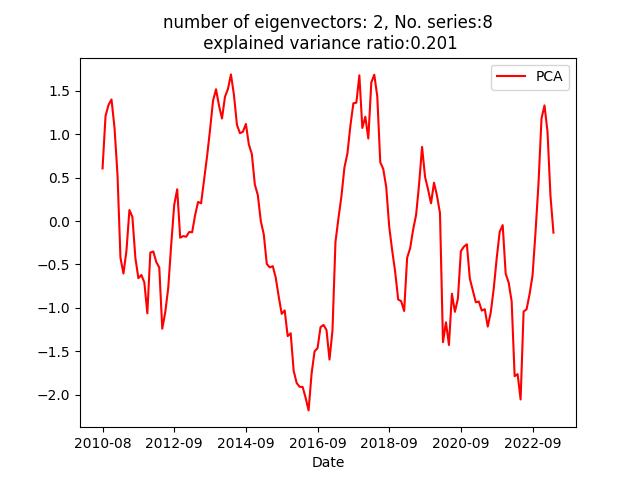 number of eigenvectors: 2, No. series:8
explained variance ratio:0.201
PCA
1.5
1.0
0.5
0.0
−0.5
−1.0
−1.5
−2.0
2010-08 2012-09 2014-09 2016-09 2018-09 2020-09 2022-09
Date